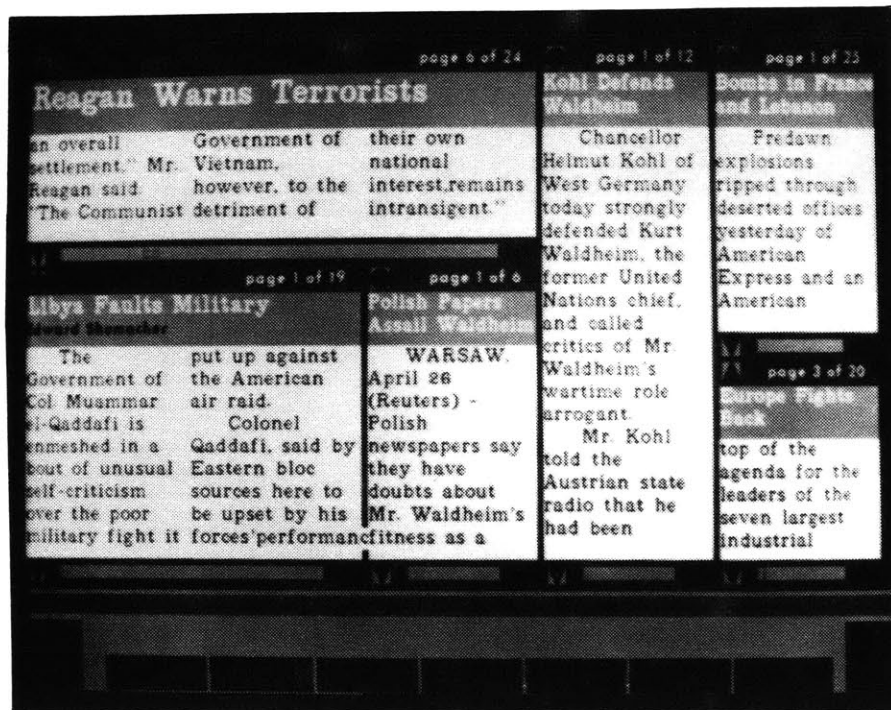 page 6 of 24
Reagan Warns Terrorists
an overall
settlement." Mr.
Reagan said.
"The Communist
Government of
Vietnam,
however, to the
detriment of
their own
national
interest,remains
intransigent."
page 1 of 12
Kohl Defends
Waldheim
Chancellor
Helmut Kohl of
West Germany
today strongly
defended Kurt
Waldheim, the
former United
Nations chief,
and called
critics of Mr.
Waldheim's
wartime role
arrogant.
Mr. Kohl
told the
Austrian state
radio that he
had been
page 1 of 25
Bombs in France
and Lebanon
Predawn
explosions
ripped through
deserted offices
yesterday of
American
Express and an
American
page 1 of 19
Libya Faults Military
Edward Shumacher
The
Government of
Col Muammar
el-Qaddafi is
enmeshed in a
bout of unusual
self-criticism
over the poor
military fight it
put up against
the American
air raid.
Colonel
Qaddafi, said by
Eastern bloc
sources here to
be upset by his
forces'performanc
page 1 of 6
Polish Papers
Assail Waldheim
WARSAW,
April 26
(Reuters) -
Polish
newspapers say
they have
doubts about
Mr. Waldheim's
fitness as a
page 3 of 20
Europe Fights
Back
top of the
agenda for the
leaders of the
seven largest
industrial